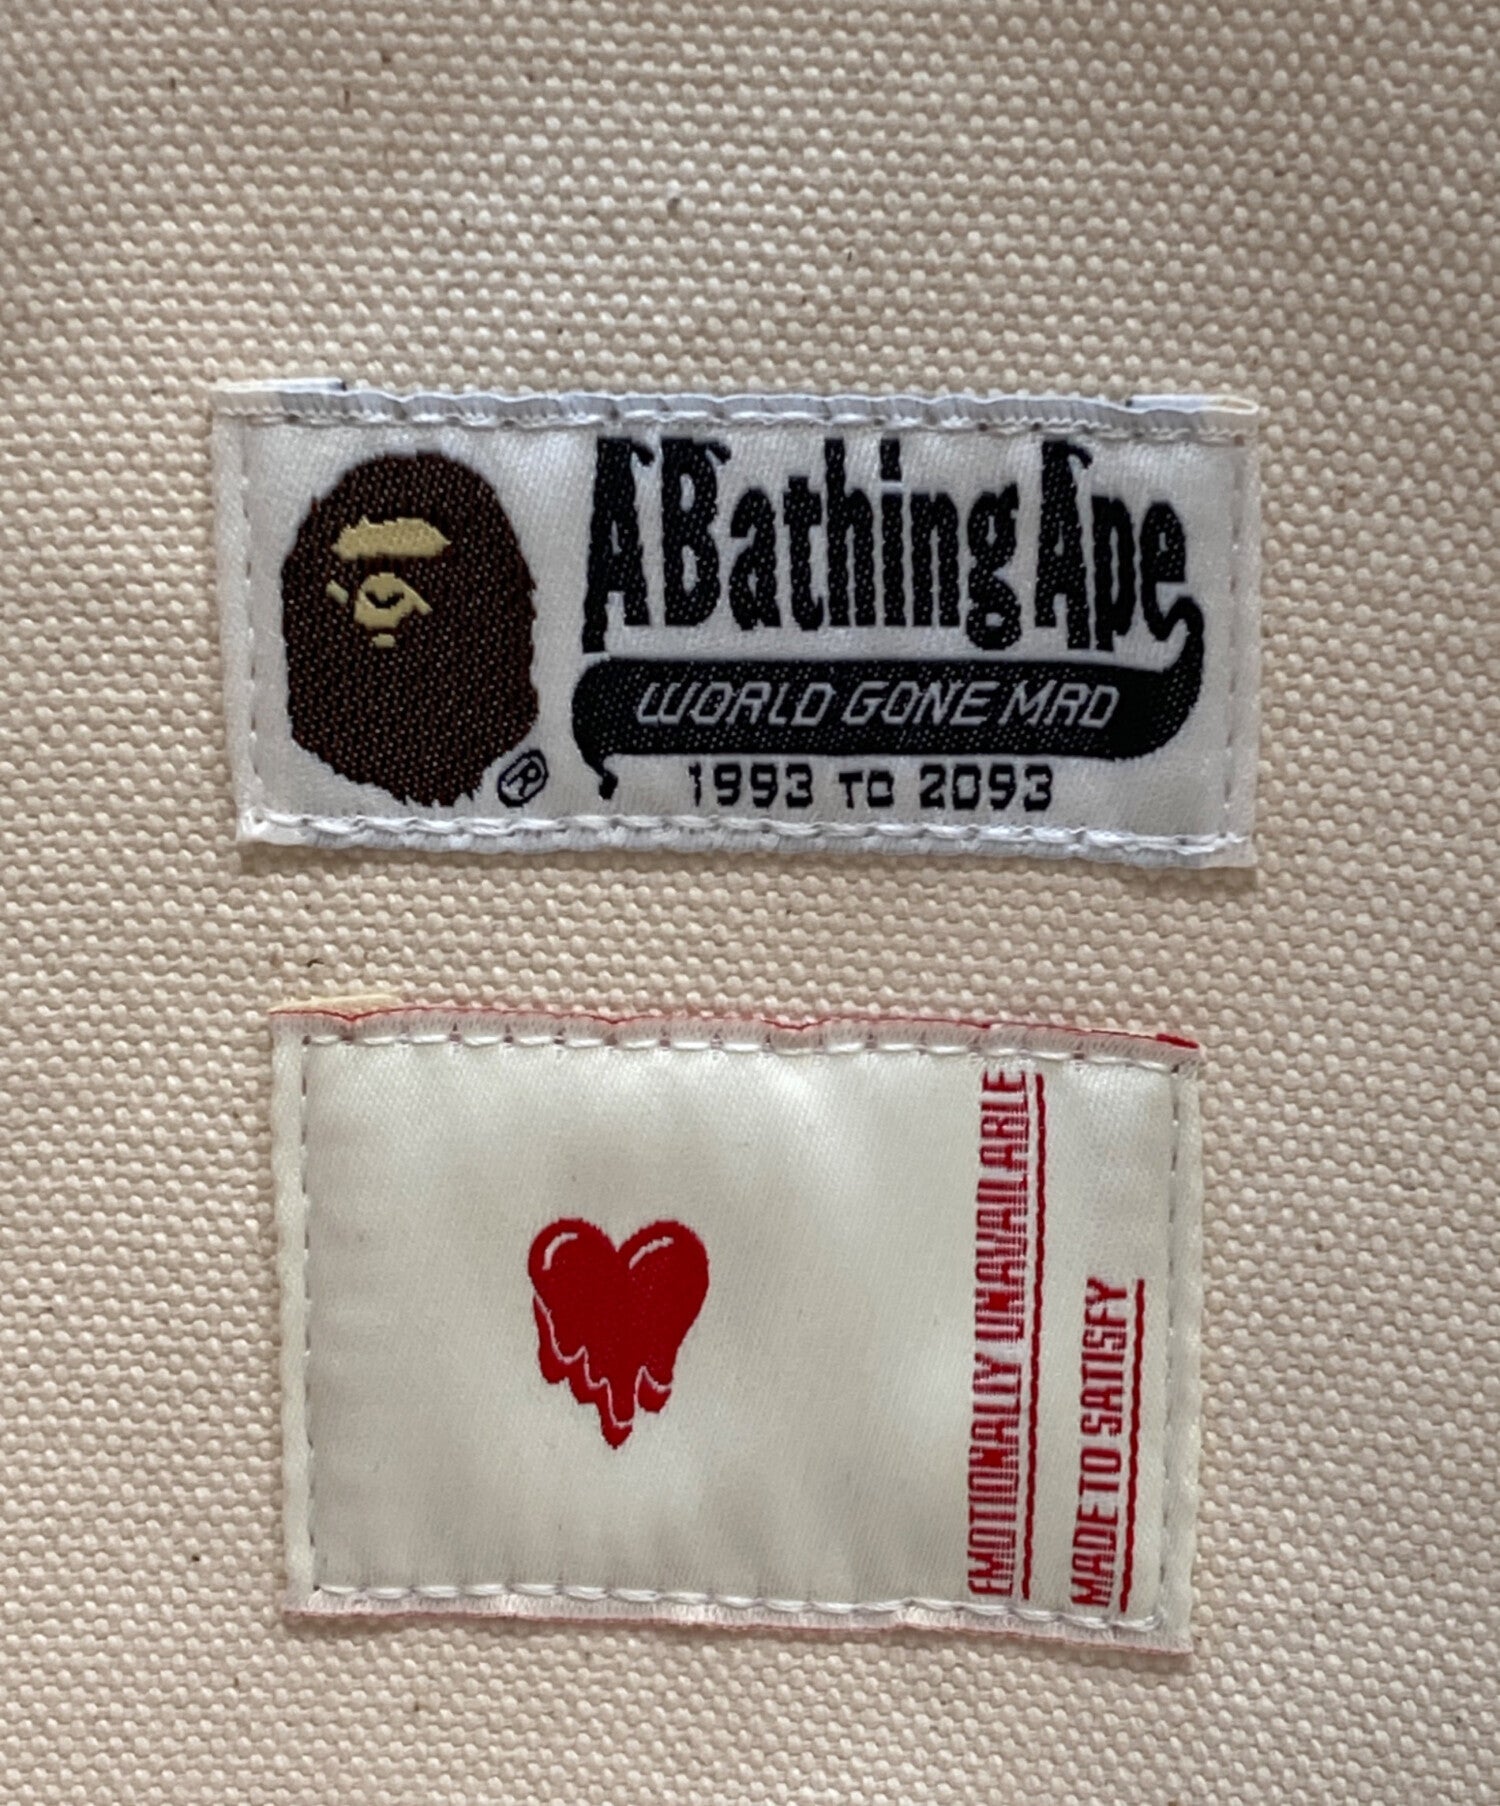 A Bathing Ape
WORLD GONE MAD
1993 TO 2093
®
EMOTIONALLY UNAVAILABLE
MADE TO SATISFY